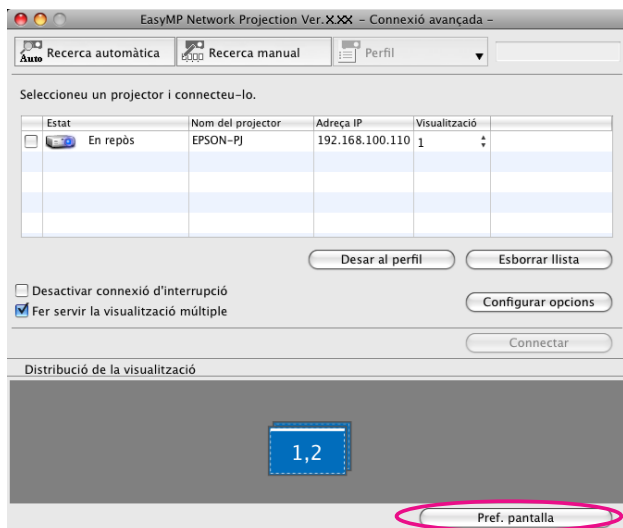 EasyMP Network Projection Ver.X.XX – Connexió avançada –
Auto Recerca automàtica Recerca manual Perfil
Seleccioneu un projector i connecteu-lo.
Estat Nom del projector Adreça IP Visualització
En repòs EPSON-PJ 192.168.100.110 1
Desar al perfil Esborrar llista
Desactivar connexió d'interrupció
Fer servir la visualització múltiple
Configurar opcions
Connectar
Distribució de la visualització
1,2
Pref. pantalla